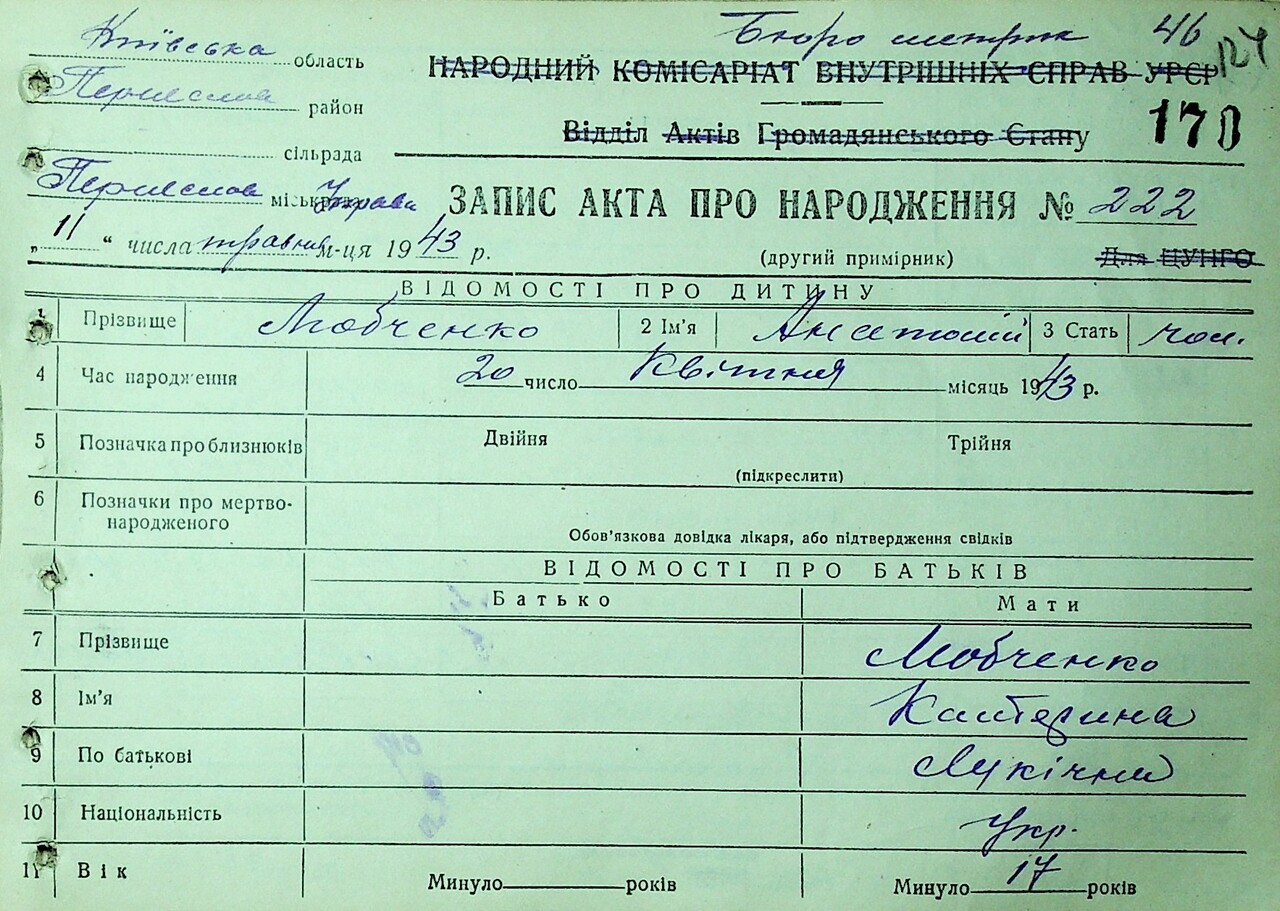 Київська область
Бюро метрик 46 124
НАРОДНИЙ КОМІСАРІАТ ВНУТРІШНІХ СПРАВ УРСР
Переяслов район
Відділ Актів Громадянського Стану 170
сільрада
Переяслов міськрада Управа
ЗАПИС АКТА ПРО НАРОДЖЕННЯ № 222
„11“ числа травня м-ця 1943 р.
(другий примірник) Для ЦУНГО
ВІДОМОСТІ ПРО ДИТИНУ
1 Прізвище Любченко 2 Ім'я Анатолій 3 Стать чол.
4 Час народження 20 число Квітня місяць 1943 р.
5 Позначка про близнюків Двійня Трійня
(підкреслити)
6 Позначки про мертво-
народженого
Обов'язкова довідка лікаря, або підтвердження свідків
ВІДОМОСТІ ПРО БАТЬКІВ
Батько Мати
7 Прізвище Любченко
8 Ім'я Катерина
9 По батькові Лукічна
10 Національність Укр.
11 Вік Минуло років Минуло 17 років